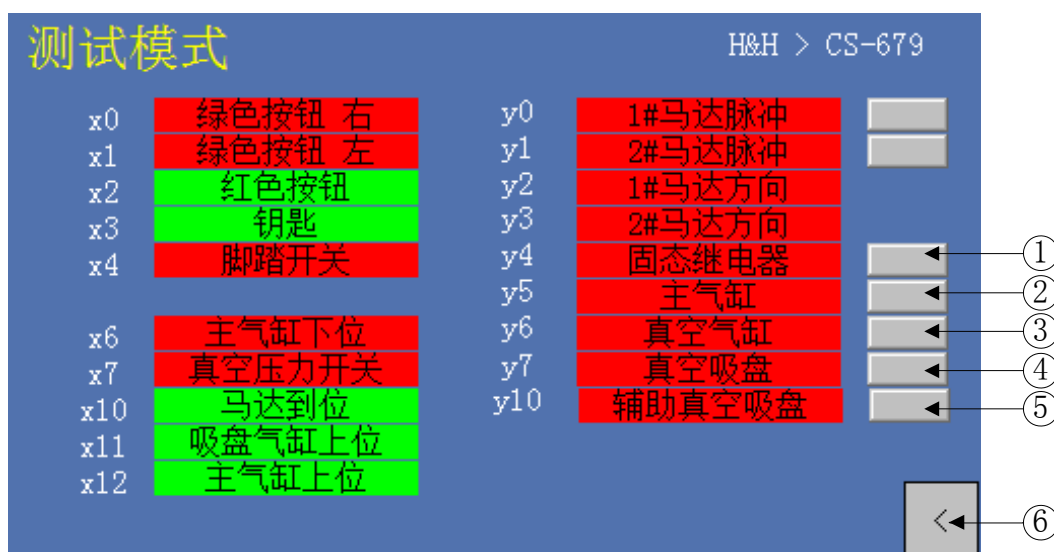 测试模式
H&H > CS-679
x0 绿色按钮 右
x1 绿色按钮 左
x2 红色按钮
x3 钥匙
x4 脚踏开关
x6 主气缸下位
x7 真空压力开关
x10 马达到位
x11 吸盘气缸上位
x12 主气缸上位
y0 1#马达脉冲
y1 2#马达脉冲
y2 1#马达方向
y3 2#马达方向
y4 固态继电器 ①
y5 主气缸 ②
y6 真空气缸 ③
y7 真空吸盘 ④
y10 辅助真空吸盘 ⑤
< ⑥